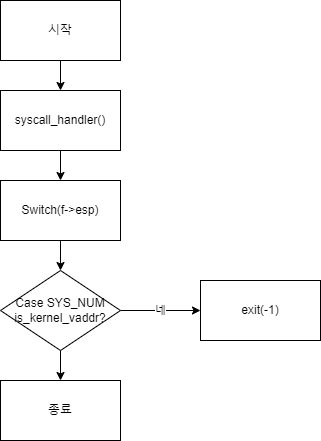 시작
syscall_handler()
Switch(f->esp)
Case SYS_NUM
is_kernel_vaddr?
네
exit(-1)
종료